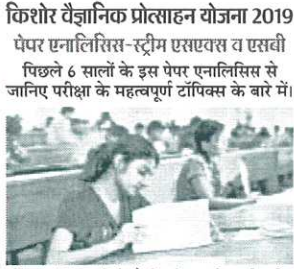 किशोर वैज्ञानिक प्रोत्साहन योजना 2019
पेपर एनालिसिस-स्ट्रीम एसएक्स व एसबी
पिछले 6 सालों के इस पेपर एनालिसिस से
जानिए परीक्षा के महत्वपूर्ण टॉपिक्स के बारे में।